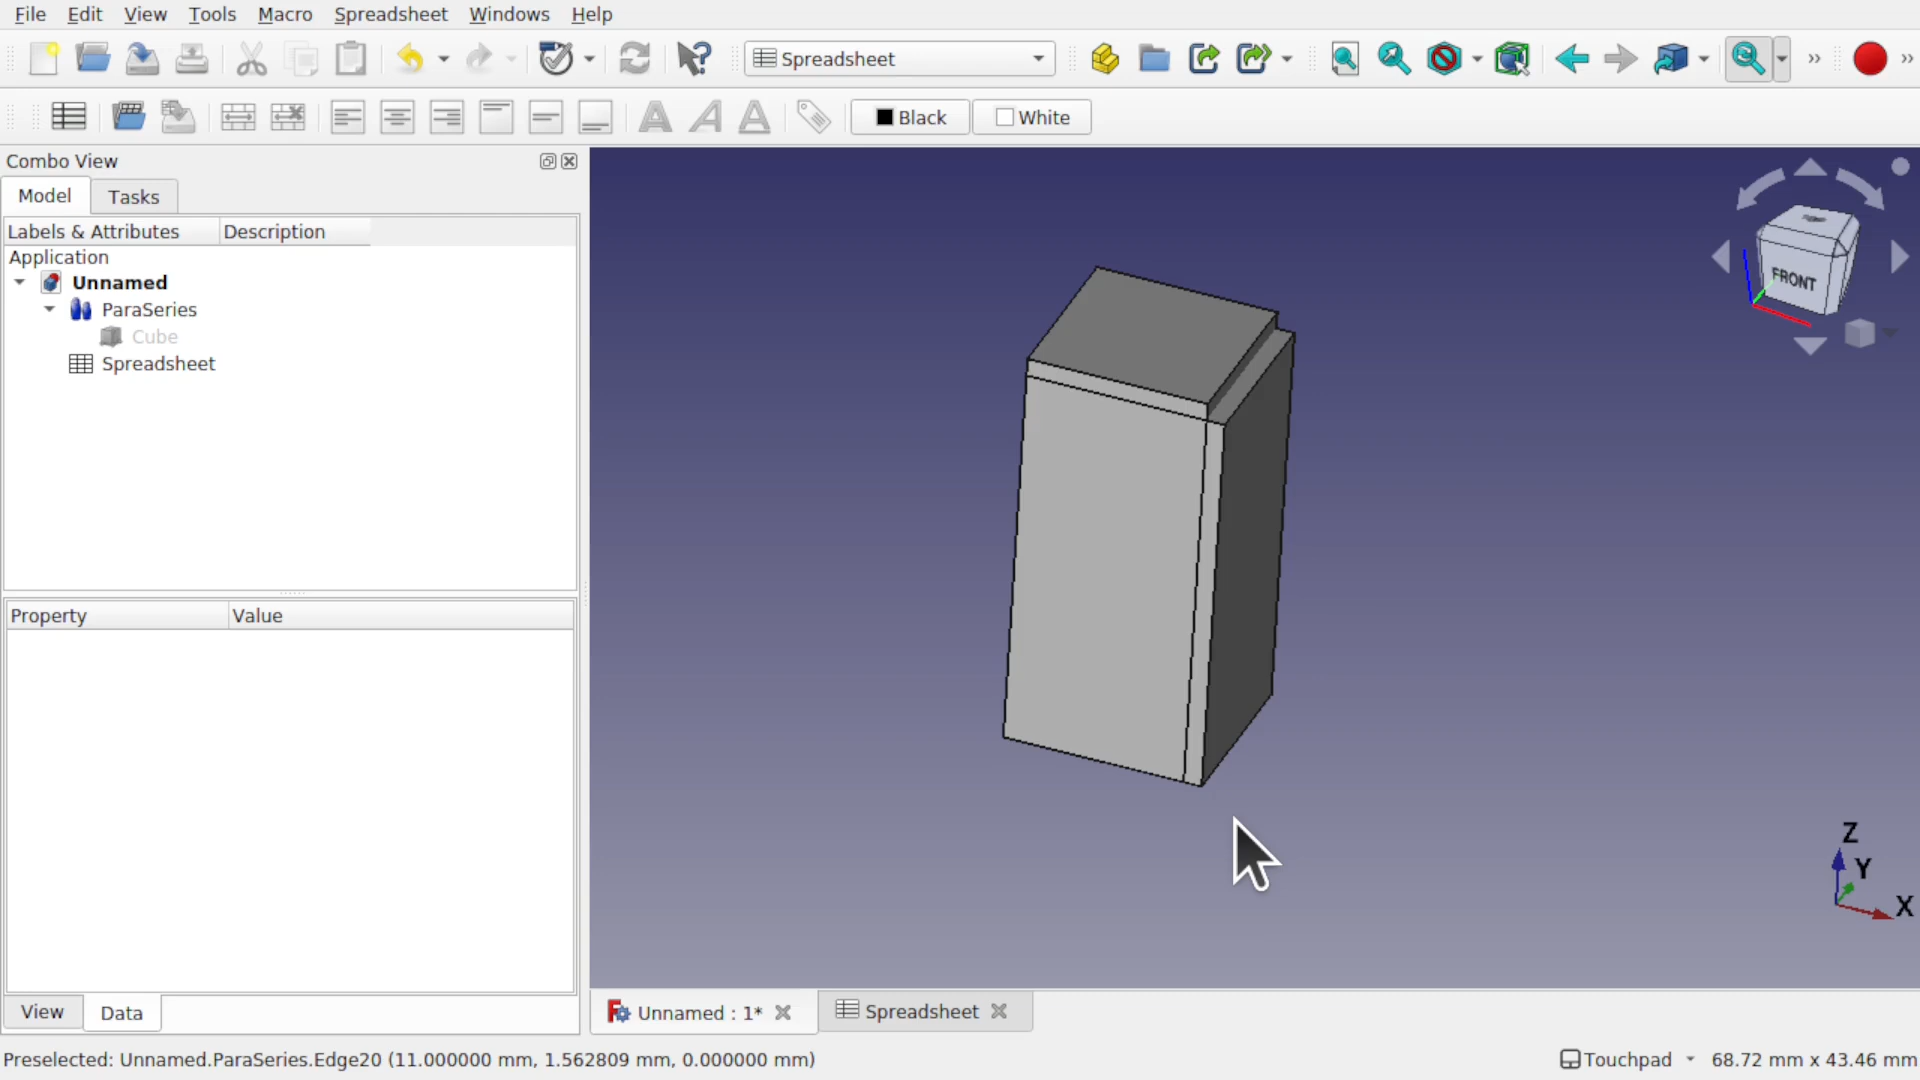 File Edit View Tools Macro Spreadsheet Windows Help
Spreadsheet
Black White
Combo View
Model Tasks
Labels & Attributes Description
Application
Unnamed
ParaSeries
Cube
Spreadsheet
FRONT
Property Value
Z
Y
X
View Data
Unnamed : 1* Spreadsheet
Preselected: Unnamed.ParaSeries.Edge20 (11.000000 mm, 1.562809 mm, 0.000000 mm) Touchpad 68.72 mm x 43.46 mm